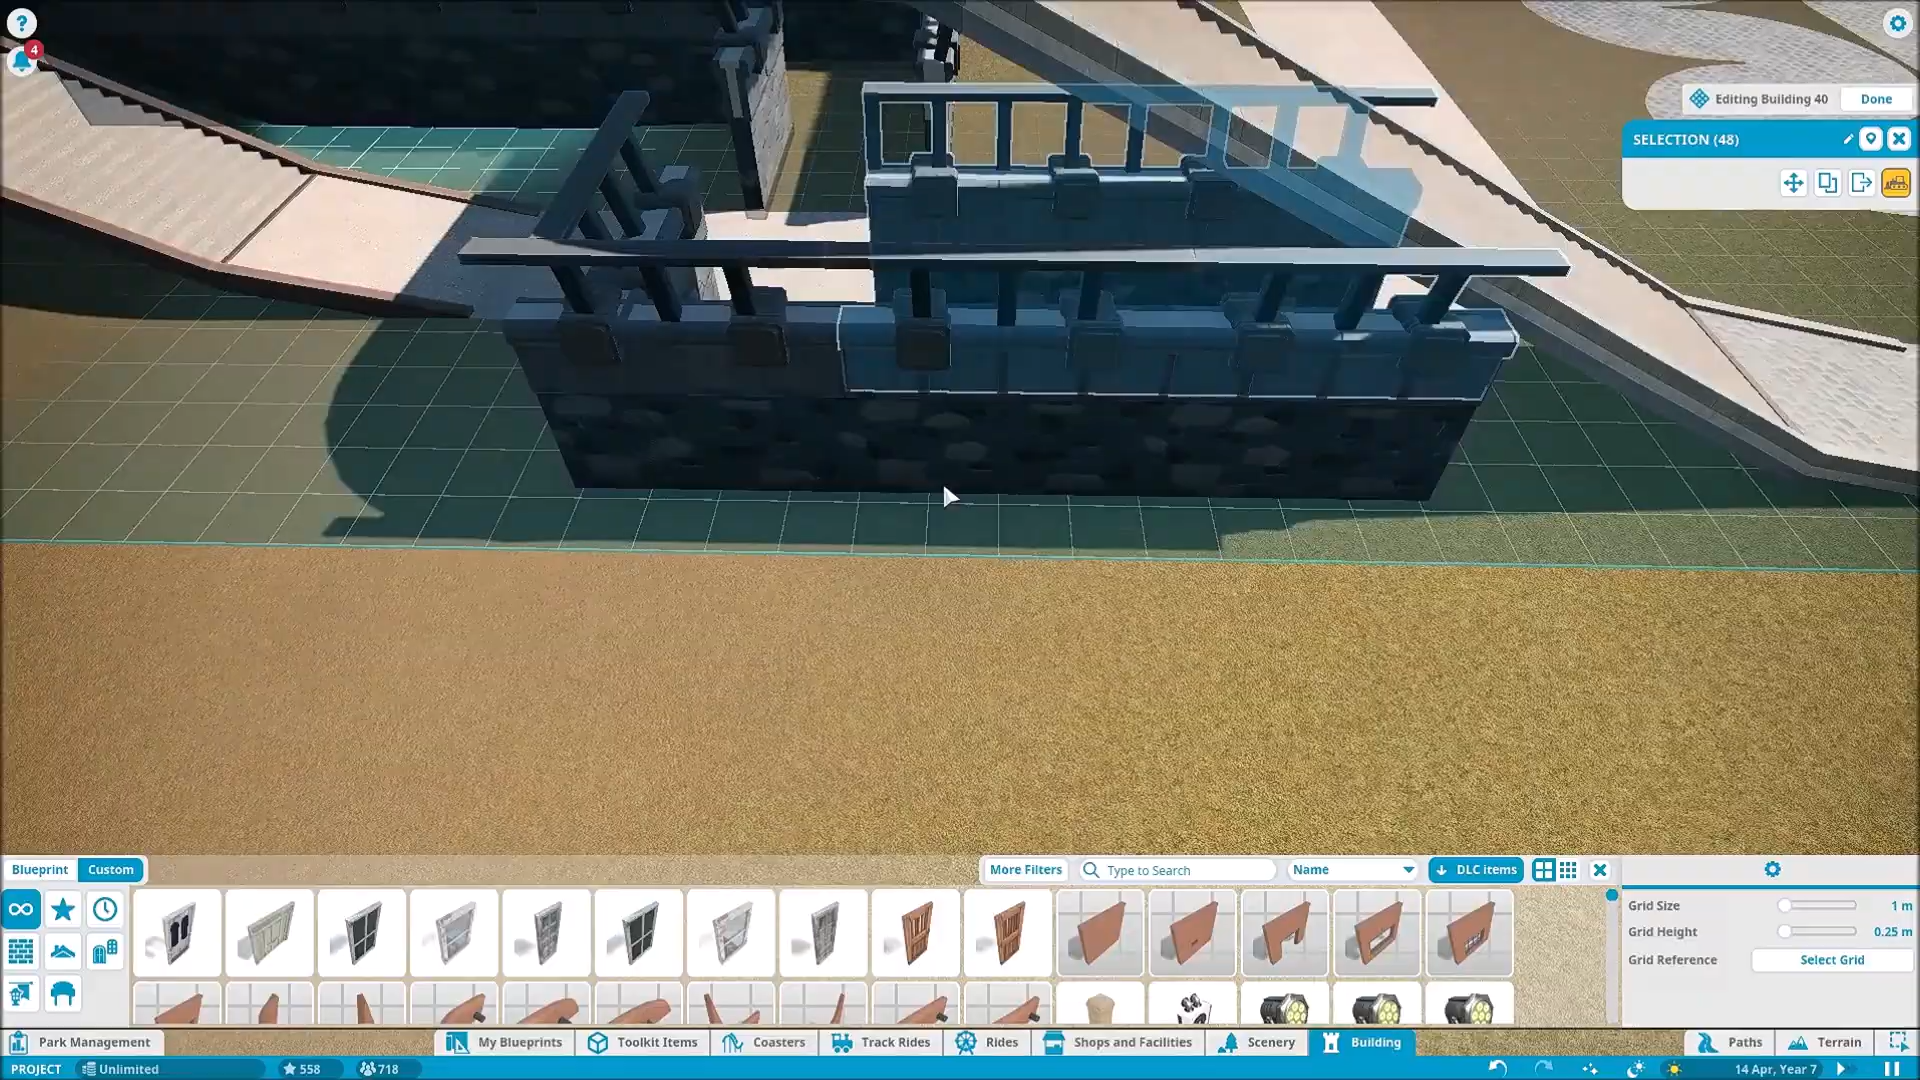 ?
4
Editing Building 40
Done
SELECTION (48)
Blueprint
Custom
More Filters
Type to Search
Name
DLC items
Grid Size
1 m
Grid Height
0.25 m
Grid Reference
Select Grid
Park Management
My Blueprints
Toolkit Items
Coasters
Track Rides
Rides
Shops and Facilities
Scenery
Building
Paths
Terrain
PROJECT
Unlimited
558
718
14 Apr, Year 7